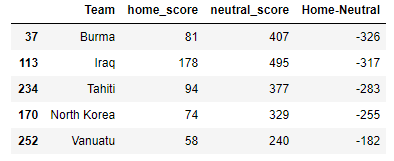 Team home_score neutral_score Home-Neutral
37 Burma 81 407 -326
113 Iraq 178 495 -317
234 Tahiti 94 377 -283
170 North Korea 74 329 -255
252 Vanuatu 58 240 -182